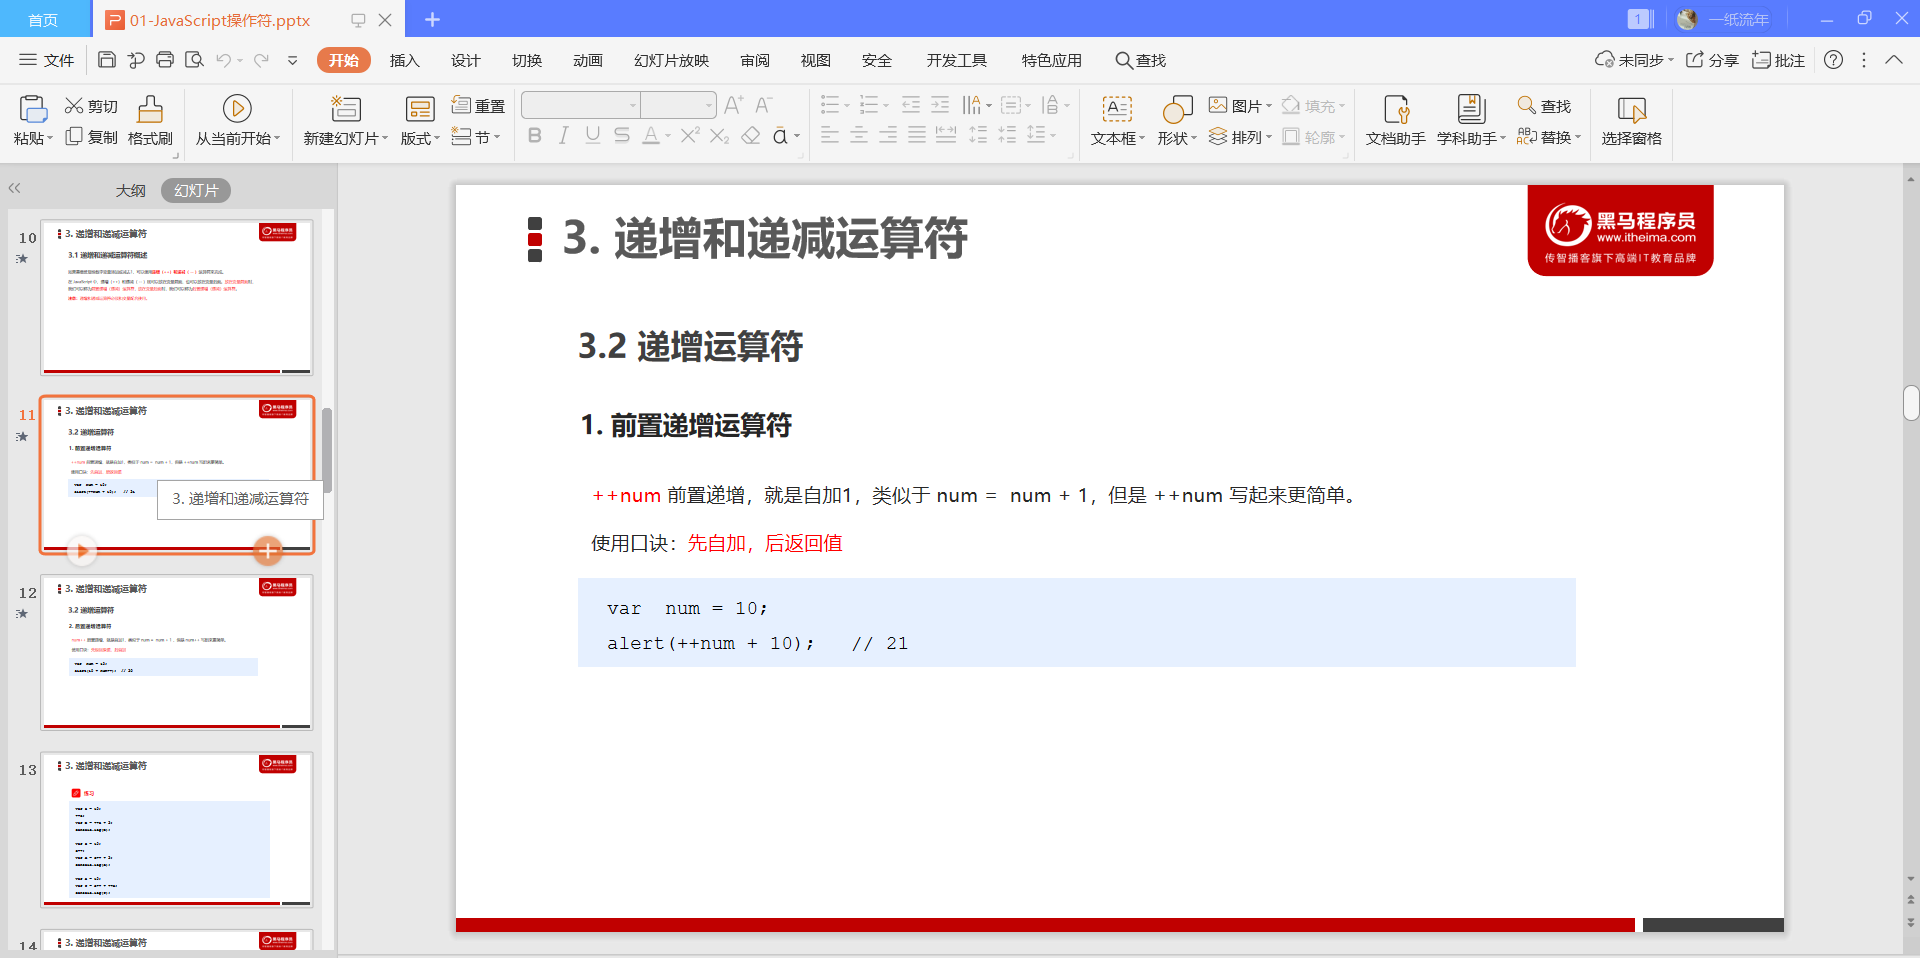 首页
01-JavaScript操作符.pptx
1
一纸流年
文件
开始
插入
设计
切换
动画
幻灯片放映
审阅
视图
安全
开发工具
特色应用
查找
未同步
分享
批注
粘贴
剪切
复制
格式刷
从当前开始
新建幻灯片
版式
重置
节
文本框
形状
图片
排列
填充
轮廓
文档助手
学科助手
查找
替换
选择窗格
大纲
幻灯片
10
3. 递增和递减运算符
3.1 递增和递减运算符概述
11
3. 递增和递减运算符
3.2 递增运算符
1. 前置递增运算符
3. 递增和递减运算符
12
3. 递增和递减运算符
3.2 递增运算符
2. 后置递增运算符
13
3. 递增和递减运算符
练习
14
3. 递增和递减运算符
3. 递增和递减运算符
黑马程序员
www.itheima.com
传智播客旗下高端IT教育品牌
3.2 递增运算符
1. 前置递增运算符
++num 前置递增，就是自加1，类似于 num =  num + 1，但是 ++num 写起来更简单。
使用口诀：先自加，后返回值
var  num = 10;
alert(++num + 10);   // 21